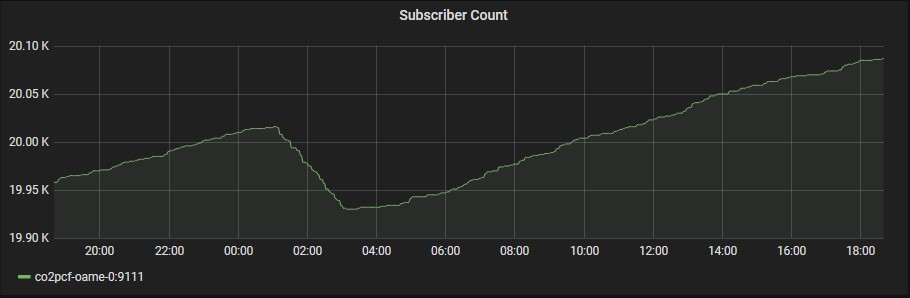 Subscriber Count
20.10 K
20.05 K
20.00 K
19.95 K
19.90 K
20:00 22:00 00:00 02:00 04:00 06:00 08:00 10:00 12:00 14:00 16:00 18:00
co2pcf-oame-0:9111